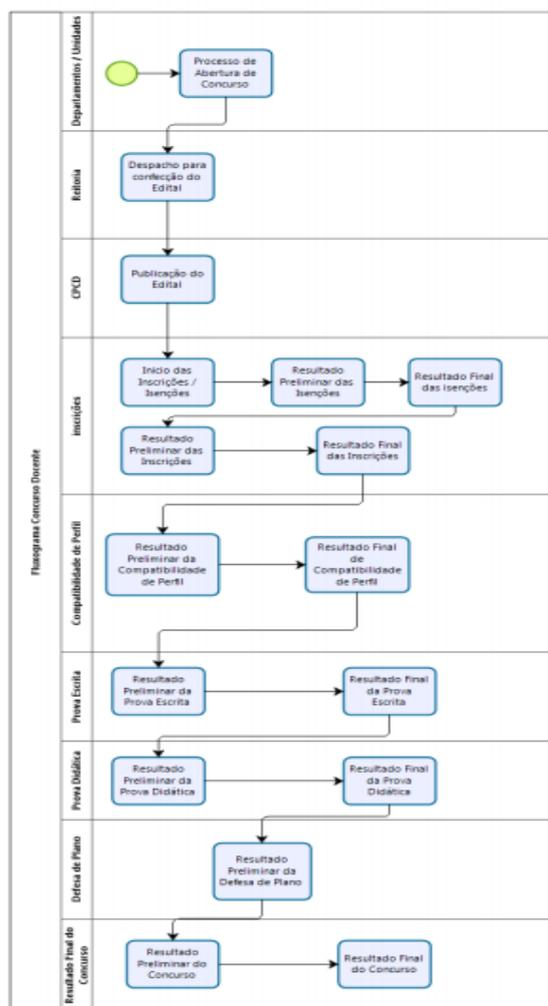 Fluxograma Concurso Docente
Departamentos / Unidades
Processo de
Abertura de
Concurso
Reitoria
Despacho para
confecção do
Edital
CPCD
Publicação do
Edital
inscrições
Inicio das
Inscrições /
Isenções
Resultado
Preliminar das
Isenções
Resultado Final
das isenções
Resultado
Preliminar das
Inscrições
Resultado Final
das Inscrições
Compatibilidade de Perfil
Resultado
Preliminar da
Compatibilidade
de Perfil
Resultado Final
de
Compatibilidade
de Perfil
Prova Escrita
Resultado
Preliminar da
Prova Escrita
Resultado Final
da Prova
Escrita
Prova Didática
Resultado
Preliminar da
Prova Didática
Resultado Final
da Prova
Didática
Defesa de Plano
Resultado
Preliminar da
Defesa de Plano
Resultado Final do
Concurso
Resultado
Preliminar do
Concurso
Resultado Final
do Concurso